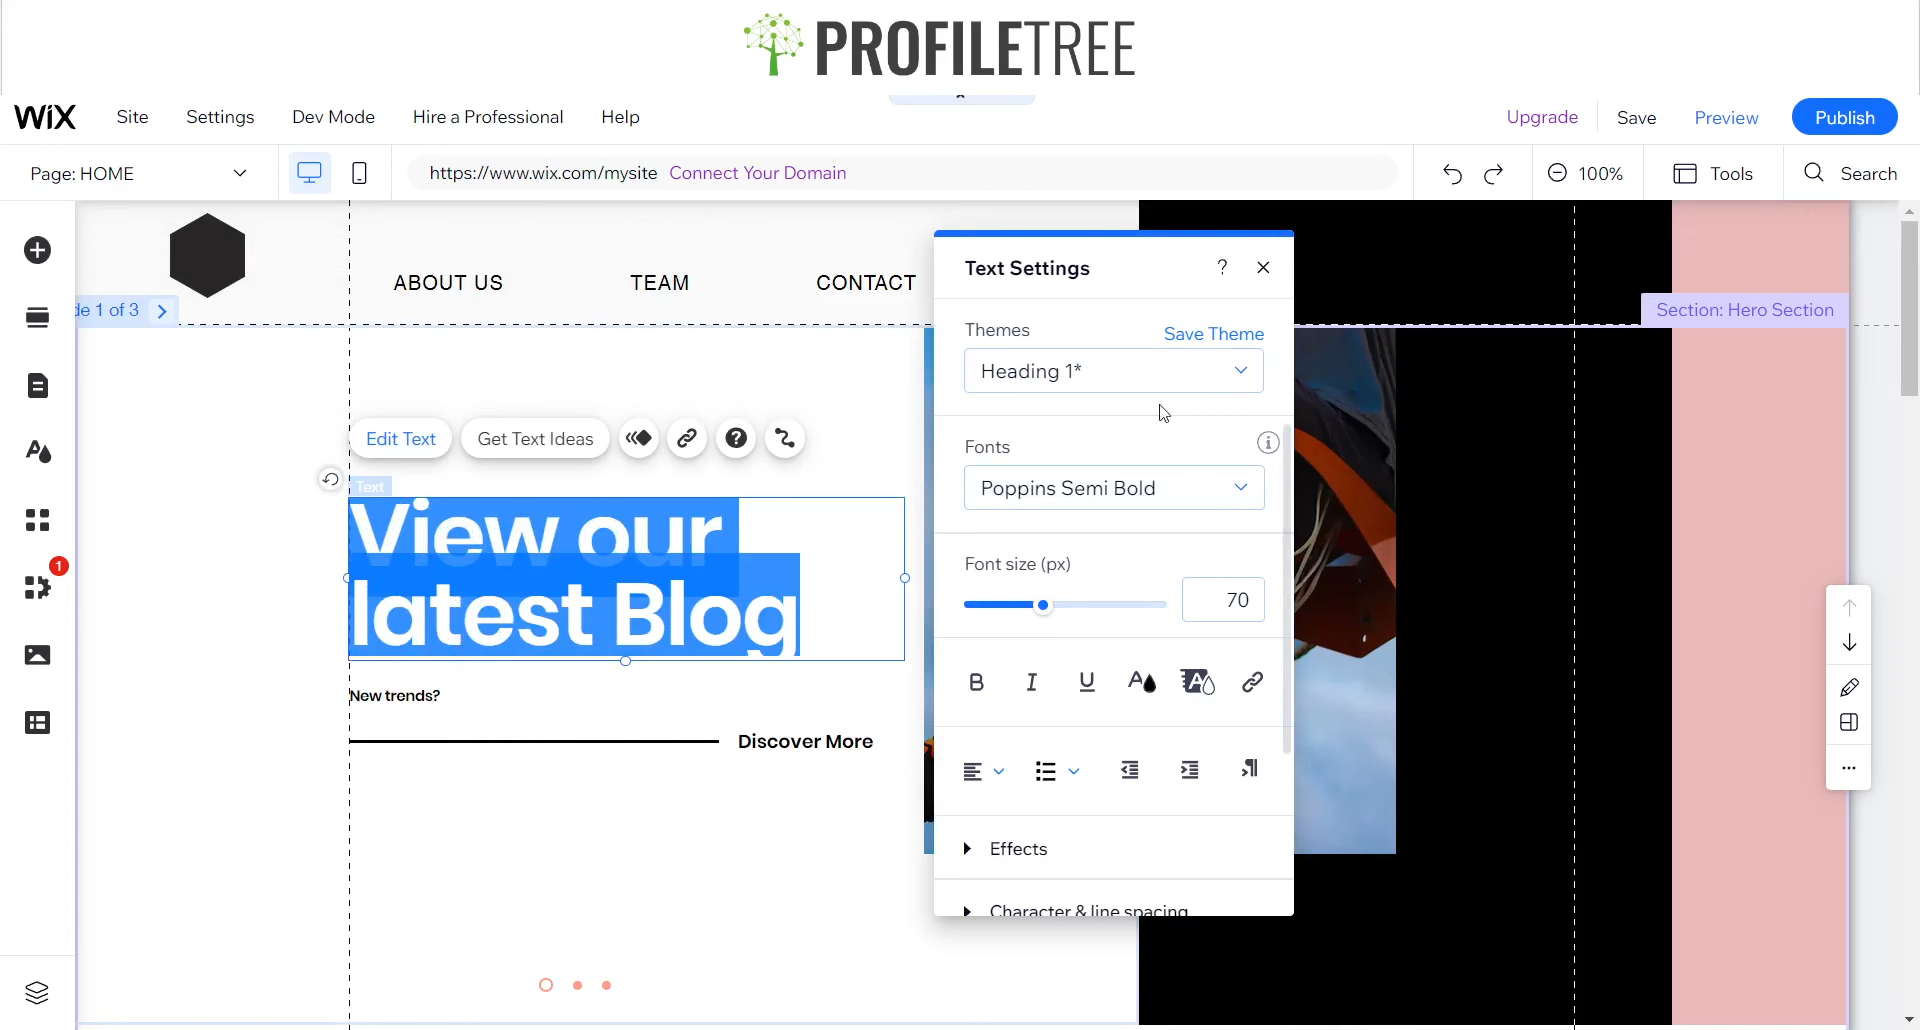 PROFILETREE
WiX Site Settings Dev Mode Hire a Professional Help Upgrade Save Preview Publish
Page: HOME https://www.wix.com/mysite Connect Your Domain 100% Tools Search
ABOUT US TEAM CONTACT
de 1 of 3
Section: Hero Section
Text Settings ?
Themes Save Theme
Heading 1*
Fonts
Poppins Semi Bold
Font size (px)
70
B I U A A
Effects
Character & line spacing
Edit Text Get Text Ideas ?
Text
View our
latest Blog
New trends?
Discover More
1